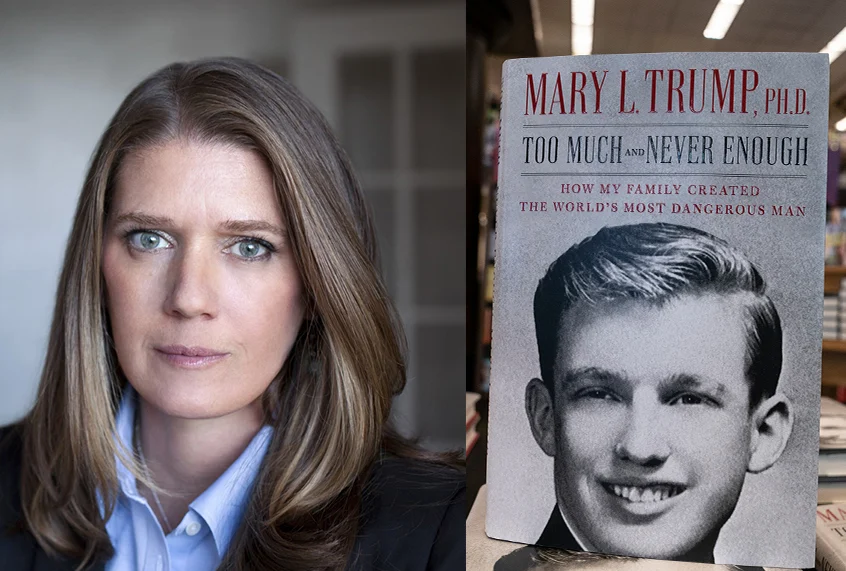 MARY L. TRUMP, PH.D.
TOO MUCH AND NEVER ENOUGH
HOW MY FAMILY CREATED
THE WORLD'S MOST DANGEROUS MAN